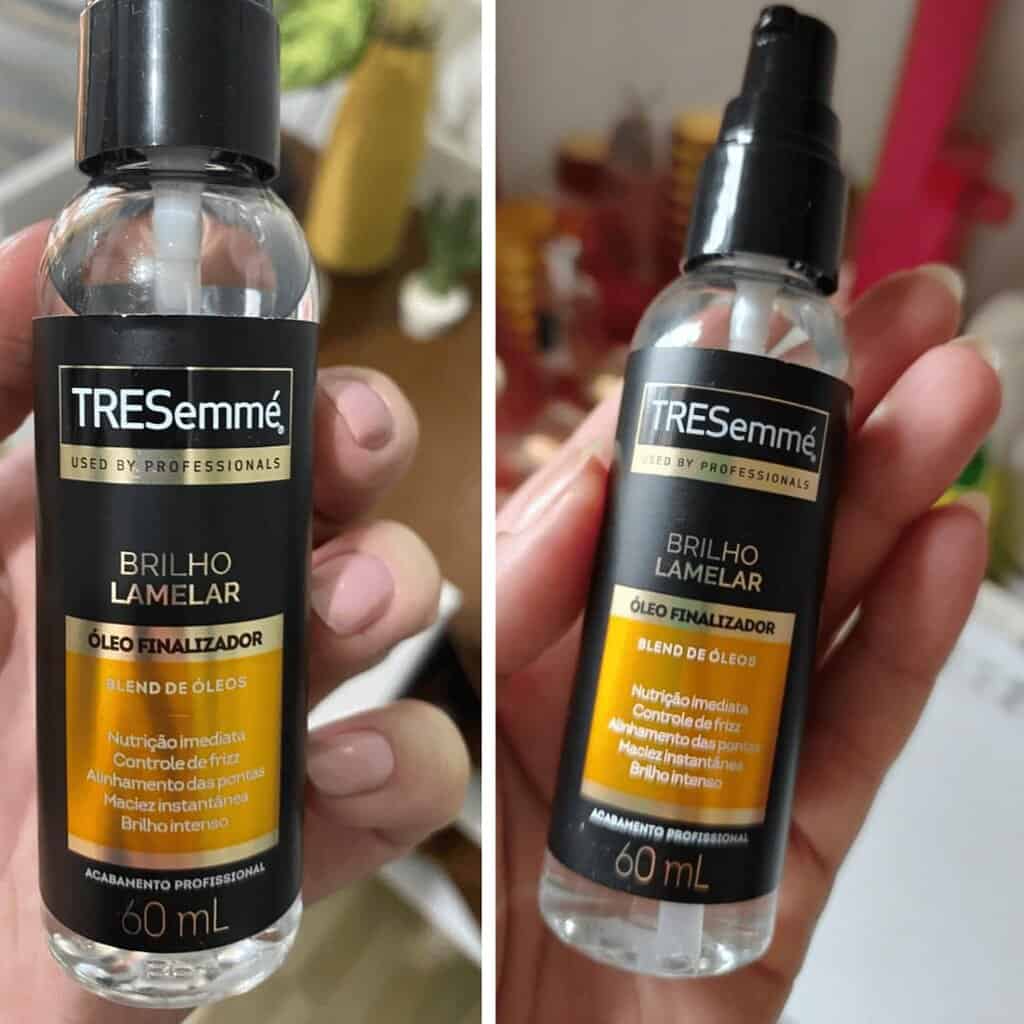 TRESemmé
USED BY PROFESSIONALS
BRILHO
LAMELAR
ÓLEO FINALIZADOR
BLEND DE ÓLEOS
Nutrição imediata
Controle de frizz
Alinhamento das pontas
Maciez instantânea
Brilho intenso
ACABAMENTO PROFISSIONAL
60 mL
TRESemmé
USED BY PROFESSIONALS
BRILHO
LAMELAR
ÓLEO FINALIZADOR
BLEND DE ÓLEOS
Nutrição imediata
Controle de frizz
Alinhamento das pontas
Maciez instantânea
Brilho intenso
ACABAMENTO PROFISSIONAL
60 mL